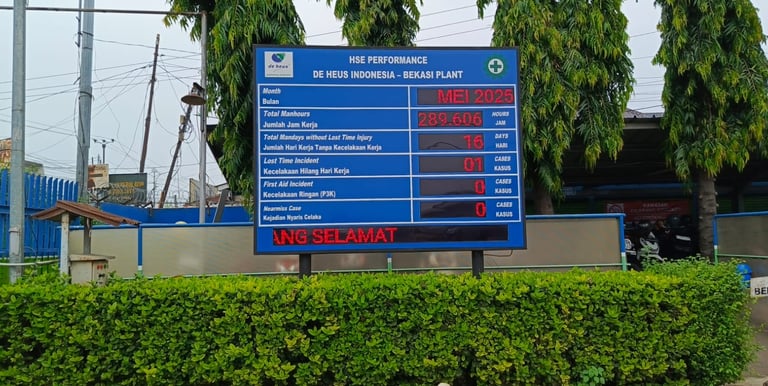 HSE PERFORMANCE
de heus
DE HEUS INDONESIA – BEKASI PLANT
Month
Bulan
MEI 2025
Total Manhours
Jumlah Jam Kerja
289.606
HOURS
JAM
Total Mandays without Lost Time Injury
Jumlah Hari Kerja Tanpa Kecelakaan Kerja
16
DAYS
HARI
Lost Time Incident
Kecelakaan Hilang Hari Kerja
01
CASES
KASUS
First Aid Incident
Kecelakaan Ringan (P3K)
0
CASES
KASUS
Nearmiss Case
Kejadian Nyaris Celaka
0
CASES
KASUS
ANG SELAMAT